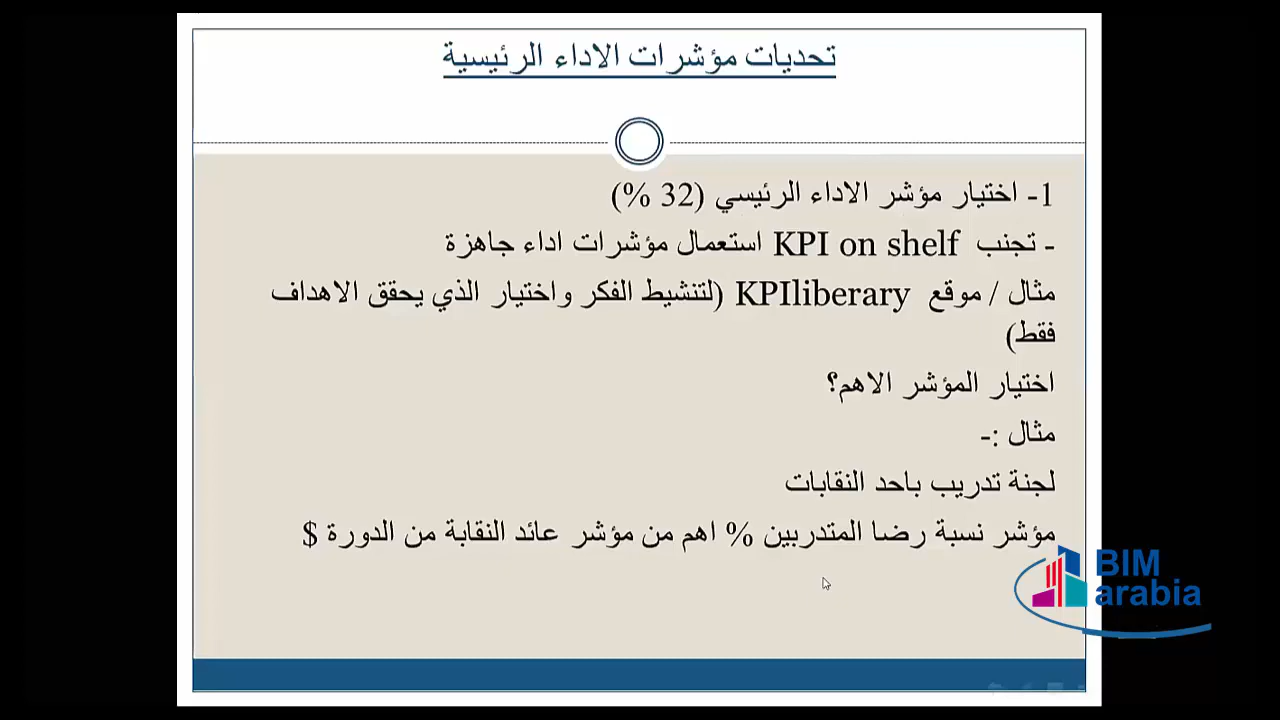 تحديات مؤشرات الاداء الرئيسية
1- اختيار مؤشر الاداء الرئيسي (32 %)
- تجنب KPI on shelf استعمال مؤشرات اداء جاهزة
مثال / موقع KPIliberary (لتنشيط الفكر واختيار الذي يحقق الاهداف
فقط)
اختيار المؤشر الاهم؟
مثال :-
لجنة تدريب باحد النقابات
مؤشر نسبة رضا المتدربين % اهم من مؤشر عائد النقابة من الدورة $
BIM
arabia